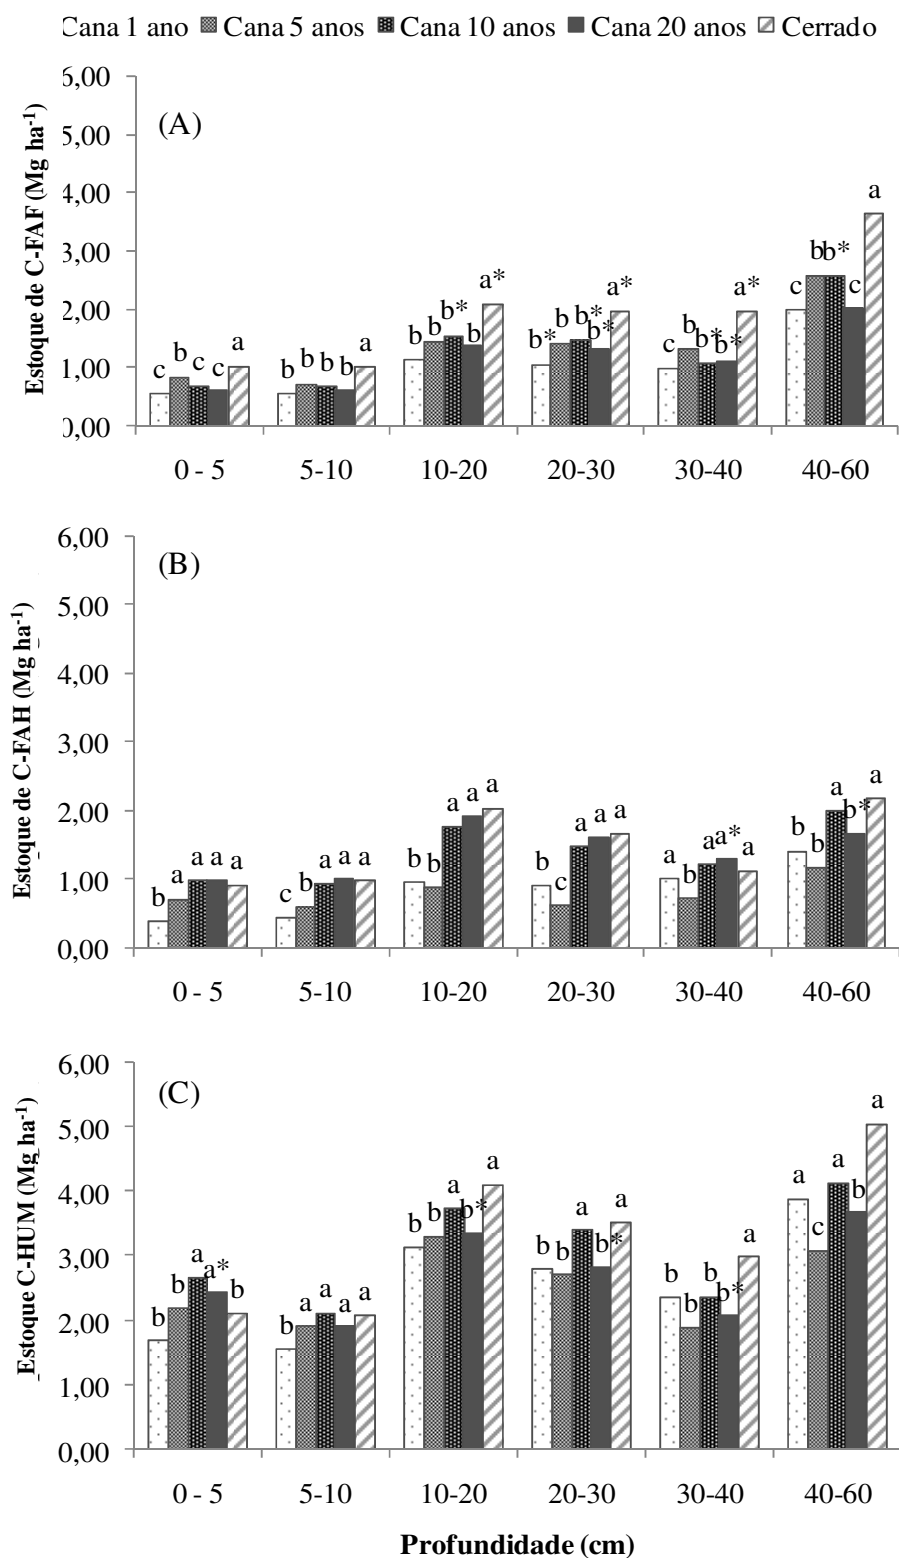 Cana 1 ano Cana 5 anos Cana 10 anos Cana 20 anos Cerrado
Estoque de C-FAF (Mg ha⁻¹)
(A)
6,00
5,00
4,00
3,00
2,00
1,00
0,00
c b c c a
b b b b a
b b b* b a*
b* b b* b* a*
c b b* b* a*
c b b* c a
0 - 5 5-10 10-20 20-30 30-40 40-60
Estoque de C-FAH (Mg ha⁻¹)
(B)
6,00
5,00
4,00
3,00
2,00
1,00
0,00
b a a a a
c b a a a
b b a a a
b c a a a
a b a a* a
b b a b* a
0 - 5 5-10 10-20 20-30 30-40 40-60
Estoque C-HUM (Mg ha⁻¹)
(C)
6,00
5,00
4,00
3,00
2,00
1,00
0,00
b b a a* b
b a a a a
b b a b* a
b b a b* a
b b b b* a
a c a b a
0 - 5 5-10 10-20 20-30 30-40 40-60
Profundidade (cm)